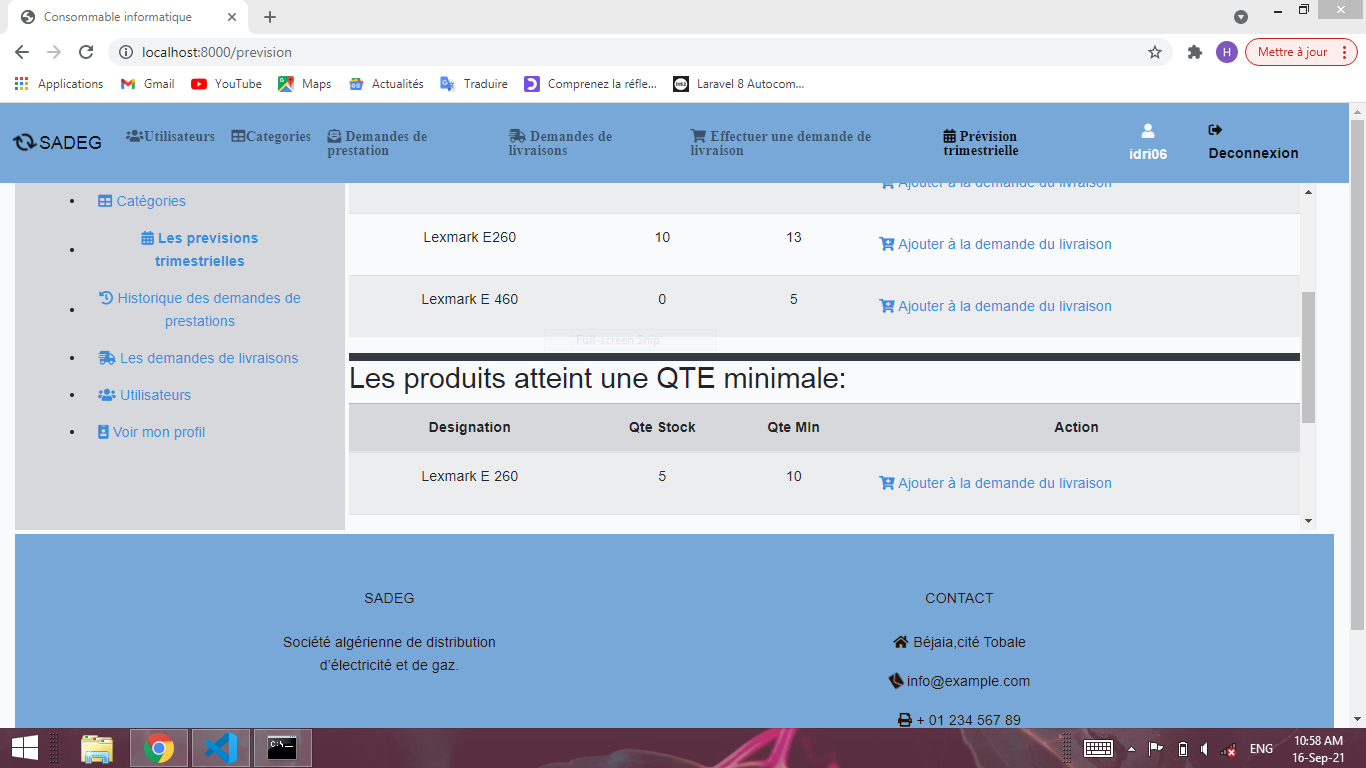 Consommable informatique
localhost:8000/prevision
H
Mettre à jour
Applications
Gmail
YouTube
Maps
Actualités
Traduire
Comprenez la réfle...
Laravel 8 Autocom...
SADEG
Utilisateurs
Categories
Demandes de
prestation
Demandes de
livraisons
Effectuer une demande de
livraison
Prévision
trimestrielle
idri06
Deconnexion
Catégories
Les previsions
trimestrielles
Historique des demandes de
prestations
Les demandes de livraisons
Utilisateurs
Voir mon profil
Ajouter à la demande du livraison
Lexmark E260 10 13 Ajouter à la demande du livraison
Lexmark E 460 0 5 Ajouter à la demande du livraison
Full-screen Snip
Les produits atteint une QTE minimale:
Designation Qte Stock Qte MIn Action
Lexmark E 260 5 10 Ajouter à la demande du livraison
SADEG
Société algérienne de distribution
d'électricité et de gaz.
CONTACT
Béjaia,cité Tobale
info@example.com
+ 01 234 567 89
C:\
ENG
10:58 AM
16-Sep-21